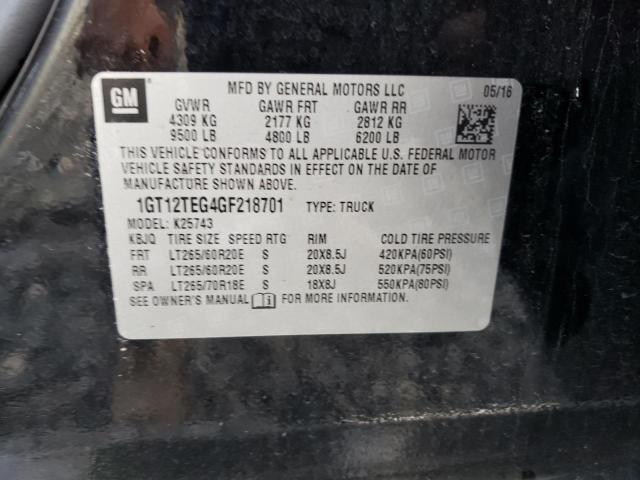 GM
MFD BY GENERAL MOTORS LLC 05/16
GVWR GAWR FRT GAWR RR
4309 KG 2177 KG 2812 KG
9500 LB 4800 LB 6200 LB
THIS VEHICLE CONFORMS TO ALL APPLICABLE U.S. FEDERAL MOTOR
VEHICLE SAFETY STANDARDS IN EFFECT ON THE DATE OF
MANUFACTURE SHOWN ABOVE.
1GT12TEG4GF218701 TYPE: TRUCK
MODEL: K25743
KBJQ TIRE SIZE SPEED RTG RIM COLD TIRE PRESSURE
FRT LT265/60R20E S 20X8.5J 420KPA(60PSI)
RR LT265/60R20E S 20X8.5J 520KPA(75PSI)
SPA LT265/70R18E S 18X8J 550KPA(80PSI)
SEE OWNER'S MANUAL FOR MORE INFORMATION.